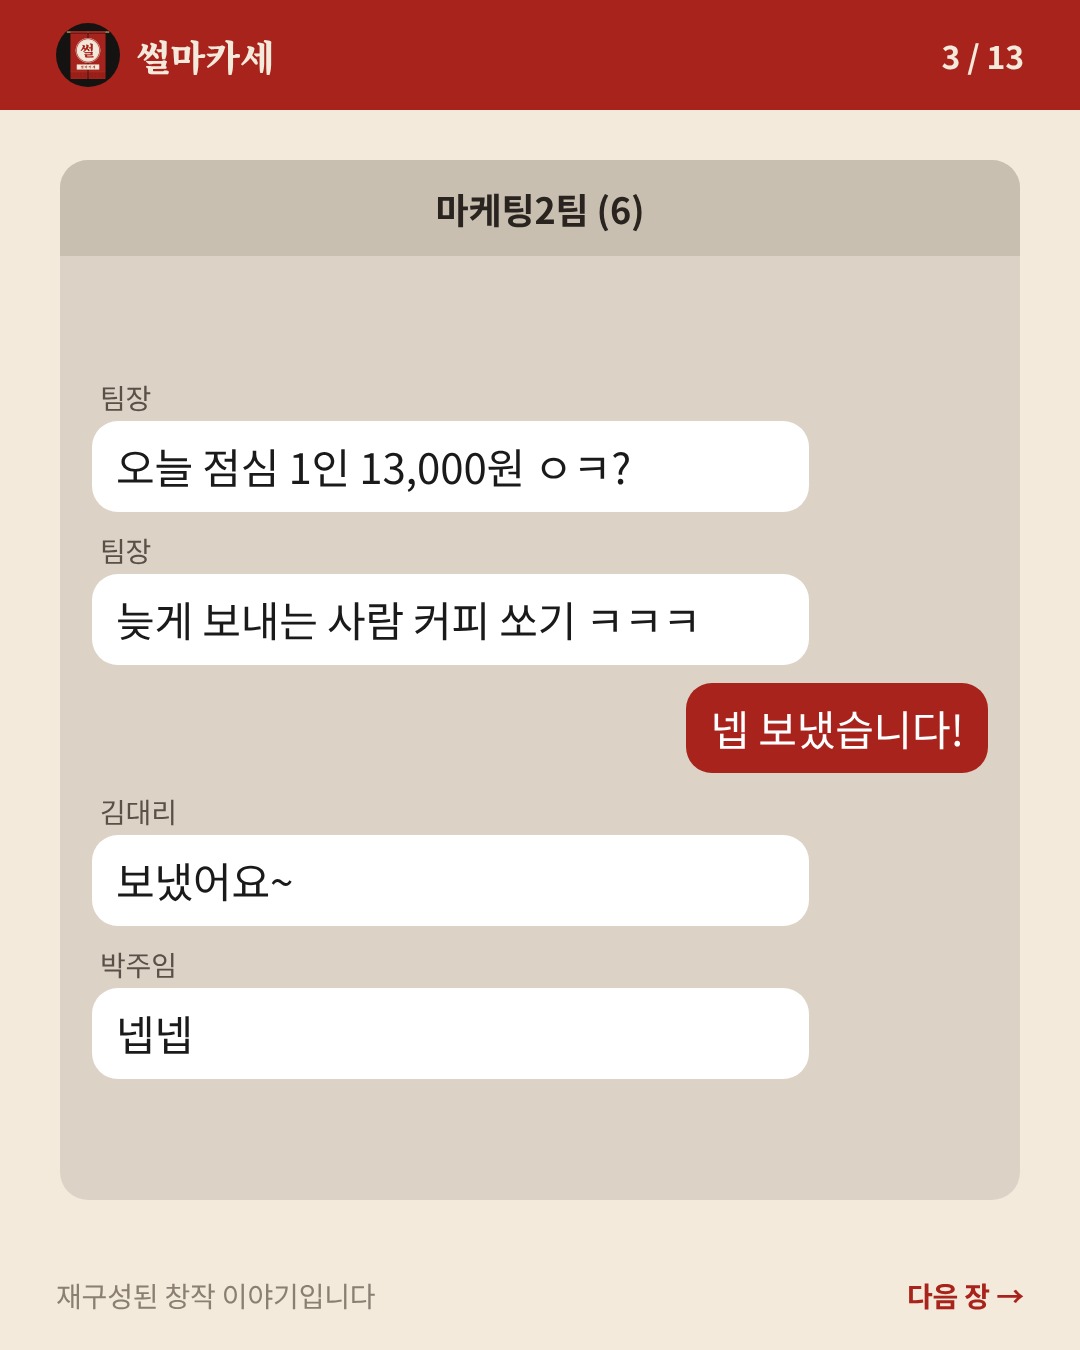 썰
썰마카세
3 / 13
마케팅2팀 (6)
팀장
오늘 점심 1인 13,000원 ㅇㅋ?
팀장
늦게 보내는 사람 커피 쏘기 ㅋㅋㅋ
넵 보냈습니다!
김대리
보냈어요~
박주임
넵넵
재구성된 창작 이야기입니다
다음 장 →